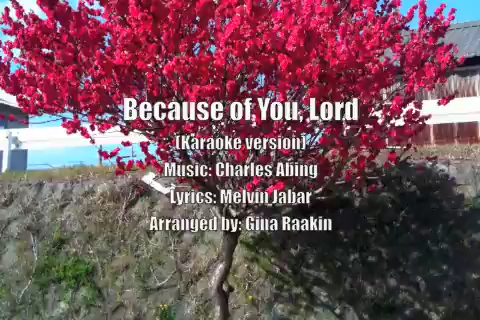 Because of You, Lord
(Karaoke version)
Music: Charles Abing
Lyrics: Melvin Jabar
Arranged by: Gina Raakin